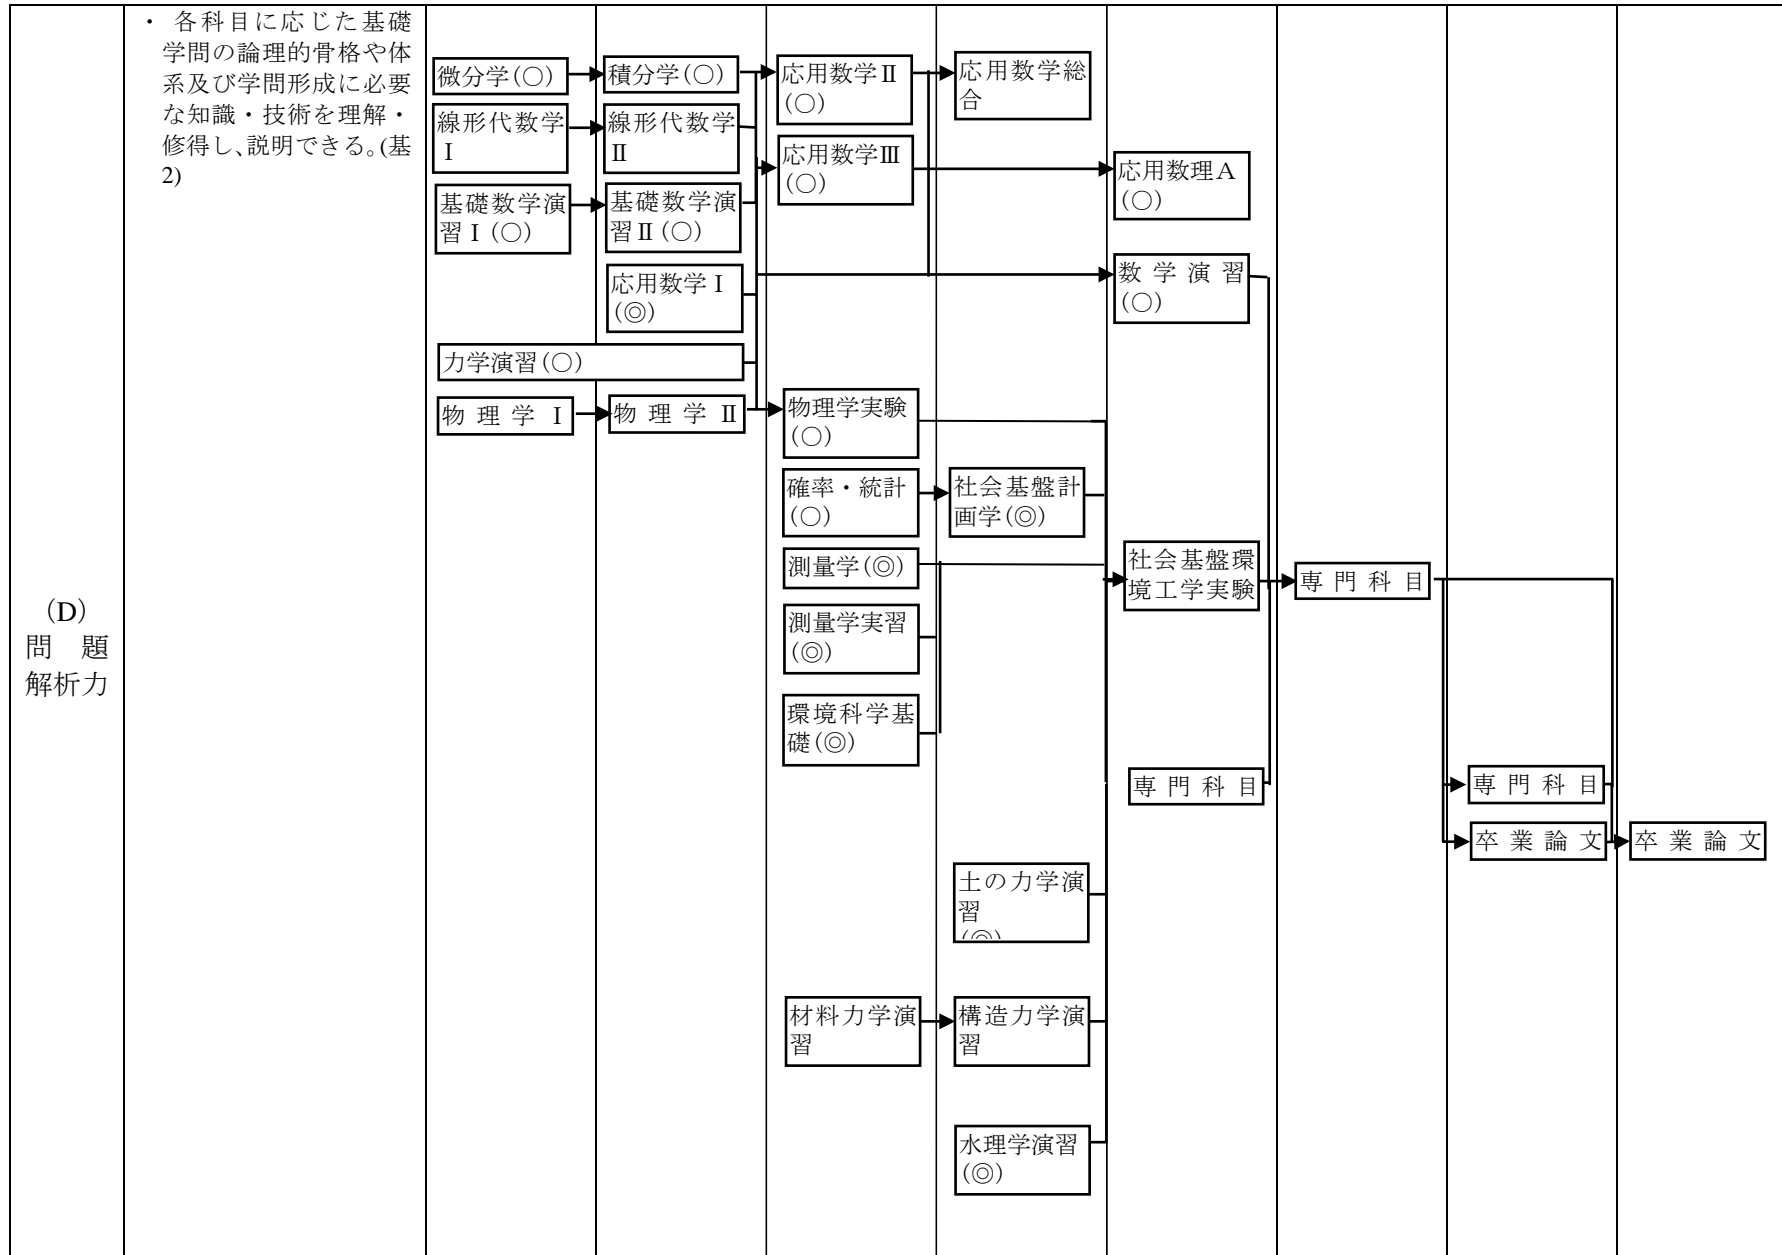 (D)
問 題
解析力
・ 各科目に応じた基礎
学問の論理的骨格や体
系及び学問形成に必要
な知識・技術を理解・
修得し、説明できる。(基
2)
微分学(○)
線形代数学
Ⅰ
基礎数学演
習Ⅰ(○)
力学演習(○)
物 理 学 Ⅰ
積分学(○)
線形代数学
Ⅱ
基礎数学演
習Ⅱ(○)
応用数学Ⅰ
(◎)
物 理 学 Ⅱ
応用数学Ⅱ
(○)
応用数学Ⅲ
(○)
物理学実験
(○)
確率・統計
(○)
測量学(◎)
測量学実習
(◎)
環境科学基
礎(◎)
材料力学演
習
応用数学総
合
社会基盤計
画学(◎)
土の力学演
習
(◎)
構造力学演
習
水理学演習
(◎)
応用数理A
(○)
数 学 演 習
(○)
社会基盤環
境工学実験
専 門 科 目
専 門 科 目
専 門 科 目
卒 業 論 文
卒 業 論 文